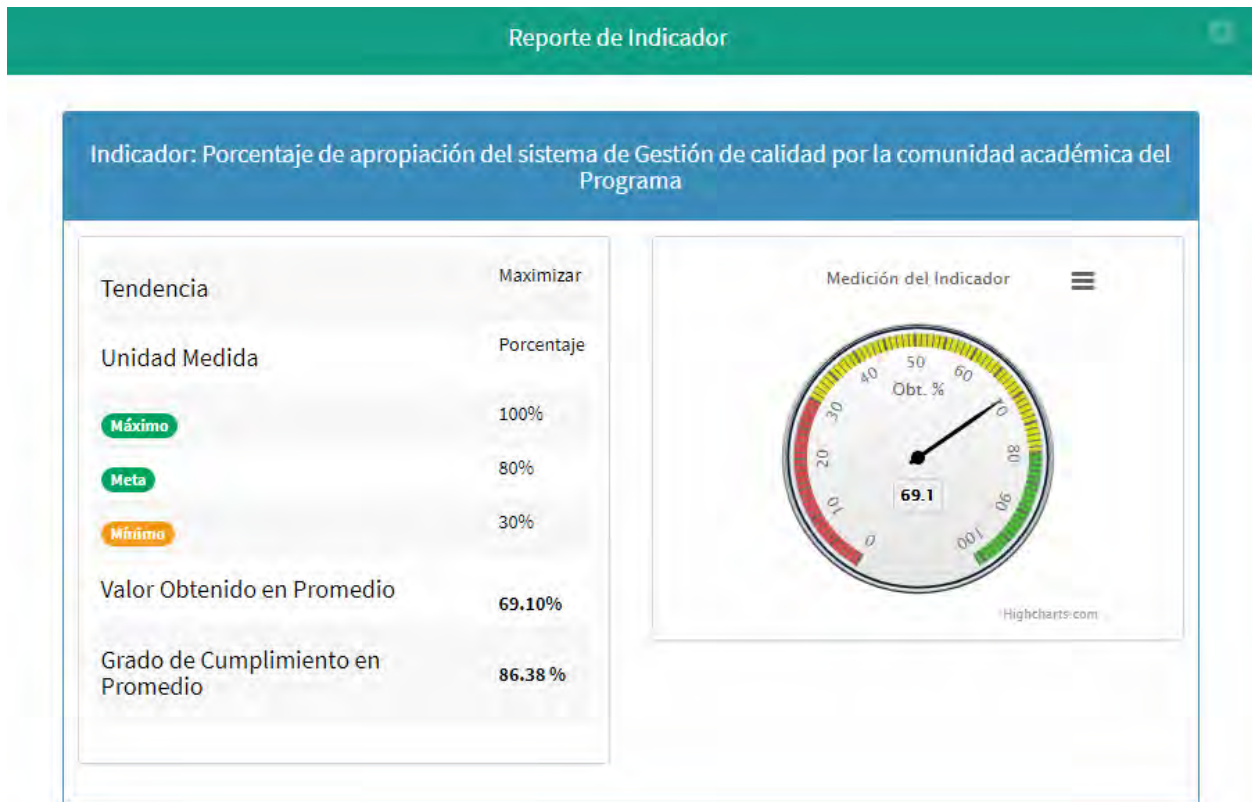 Reporte de Indicador
Indicador: Porcentaje de apropiación del sistema de Gestión de calidad por la comunidad académica del
Programa
Tendencia
Maximizar
Unidad Medida
Porcentaje
Máximo
100%
Meta
80%
Mínimo
30%
Valor Obtenido en Promedio
69.10%
Grado de Cumplimiento en
Promedio
86.38 %
Medición del Indicador
0
10
20
30
40
50
60
70
80
90
100
Obt. %
69.1
Highcharts.com